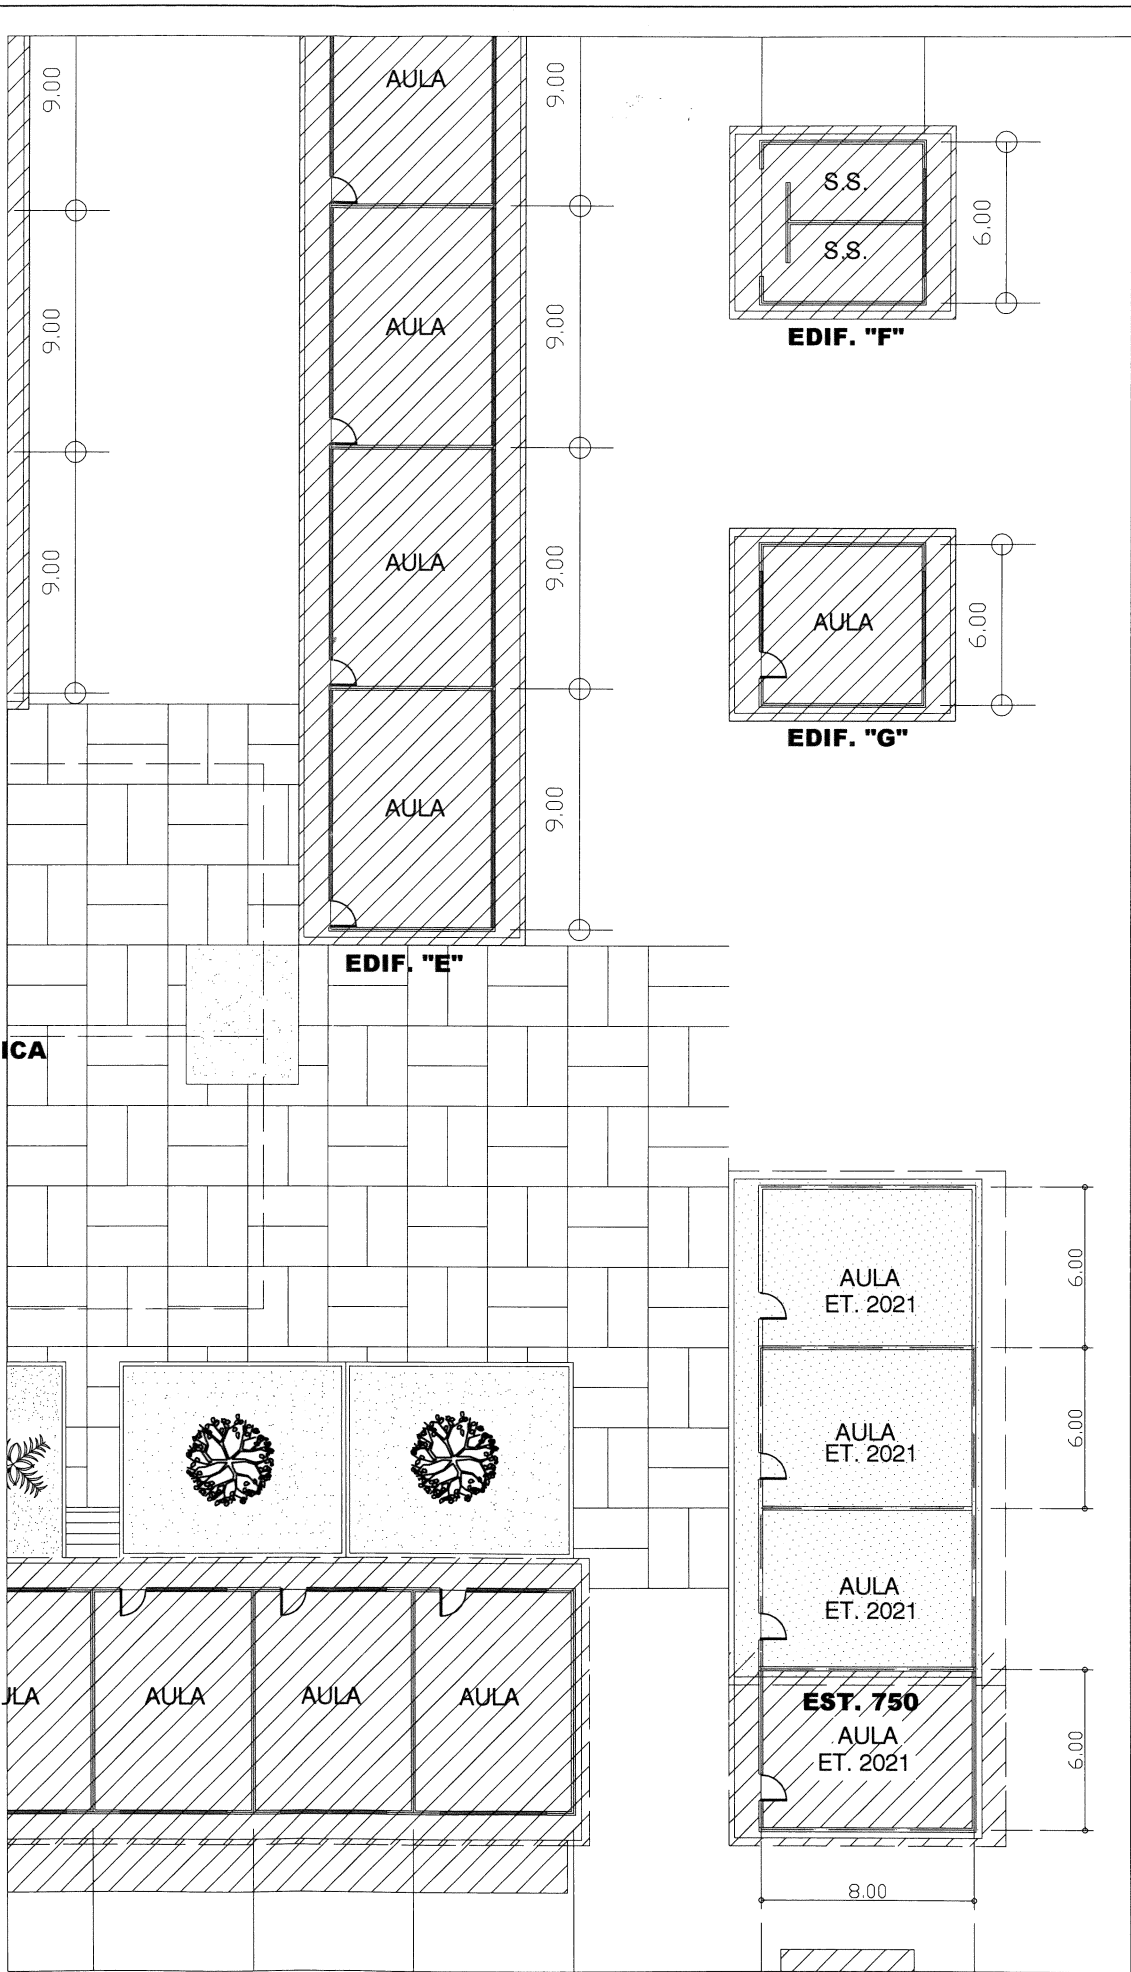 9.00
AULA
9.00
S.S.
6.00
S.S.
9.00
AULA
9.00
EDIF. "F"
9.00
AULA
9.00
AULA
6.00
EDIF. "G"
AULA
9.00
EDIF. "E"
ICA
AULA
ET. 2021
6.00
AULA
ET. 2021
6.00
AULA
ET. 2021
ULA
AULA
AULA
AULA
EST. 750
AULA
ET. 2021
6.00
8.00